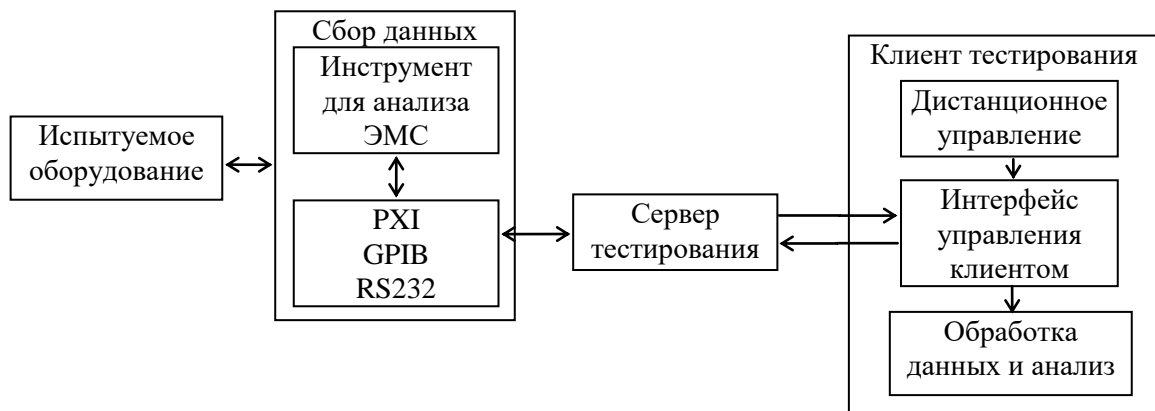 Испытуемое
оборудование
Сбор данных
Инструмент
для анализа
ЭМС
PXI
GPIB
RS232
Сервер
тестирования
Клиент тестирования
Дистанционное
управление
Интерфейс
управления
клиентом
Обработка
данных и анализ